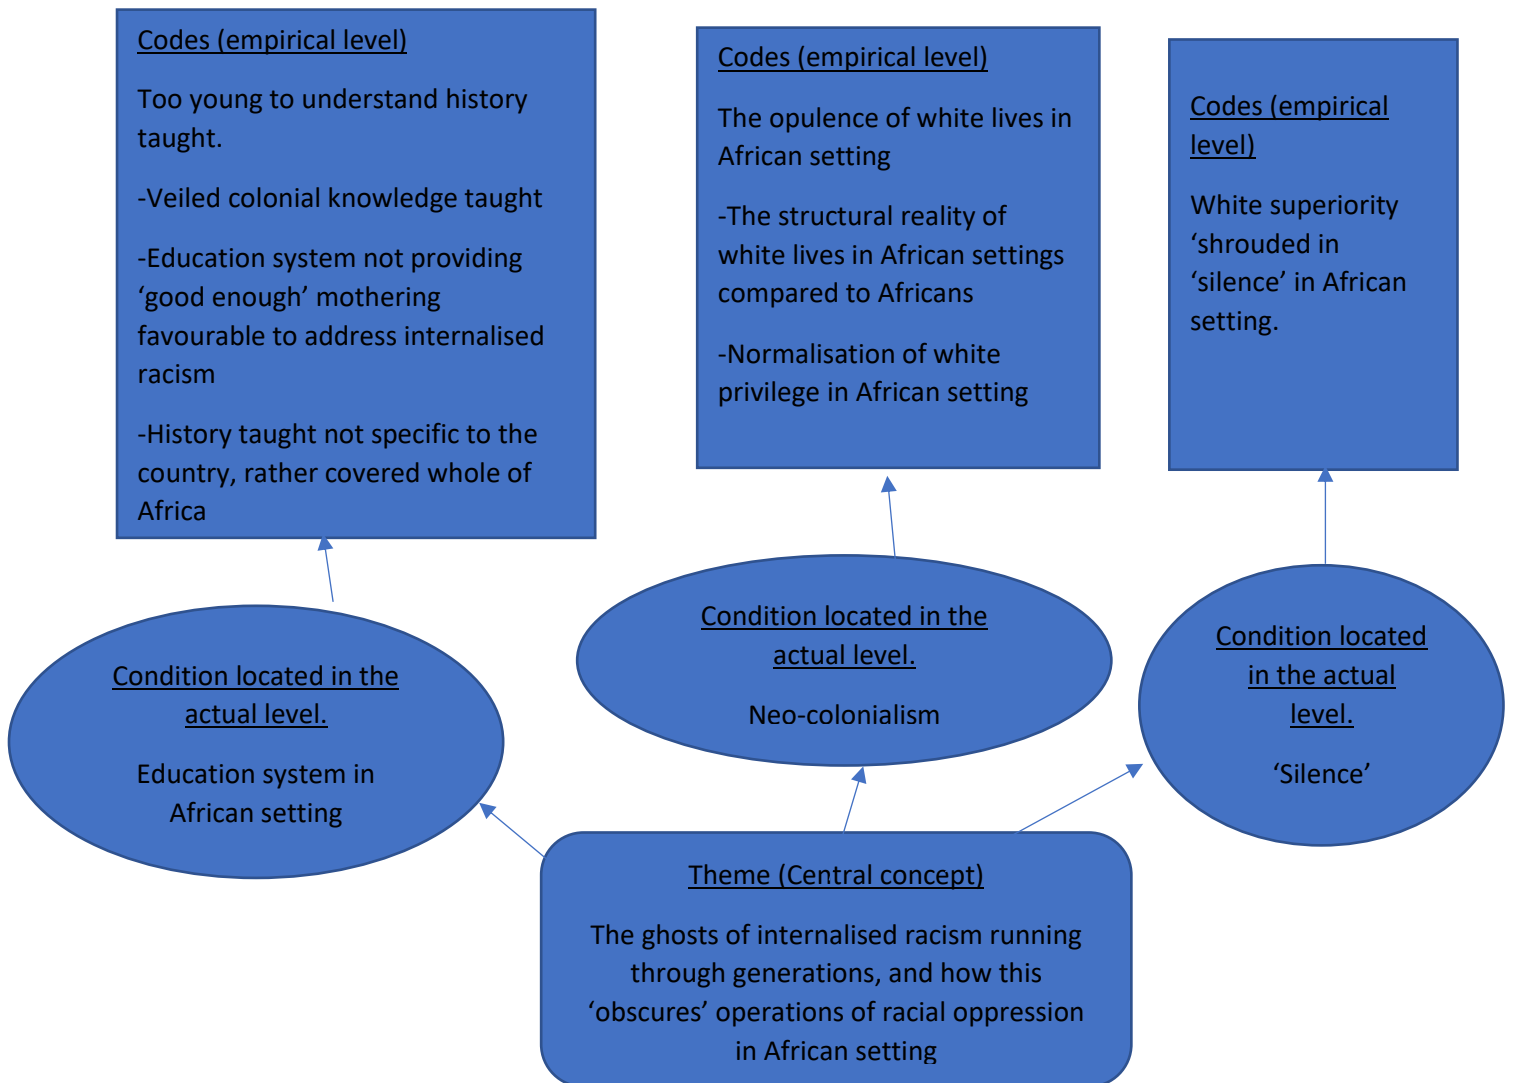 Codes (empirical level)
Too young to understand history
taught.
-Veiled colonial knowledge taught
-Education system not providing
‘good enough’ mothering
favourable to address internalised
racism
-History taught not specific to the
country, rather covered whole of
Africa
Codes (empirical level)
The opulence of white lives in
African setting
-The structural reality of
white lives in African settings
compared to Africans
-Normalisation of white
privilege in African setting
Codes (empirical
level)
White superiority
‘shrouded in
‘silence’ in African
setting.
Condition located in the
actual level.
Education system in
African setting
Condition located in the
actual level.
Neo-colonialism
Condition located
in the actual
level.
‘Silence’
Theme (Central concept)
The ghosts of internalised racism running
through generations, and how this
‘obscures’ operations of racial oppression
in African setting